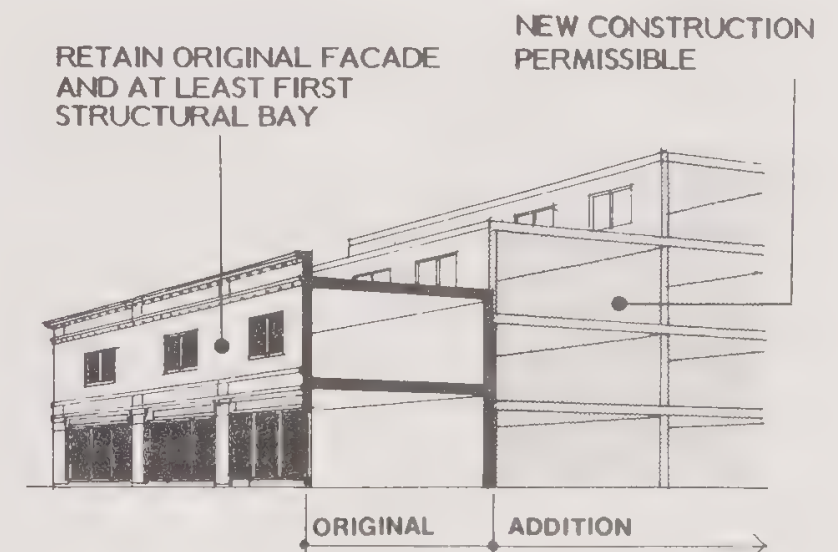 RETAIN ORIGINAL FACADE
AND AT LEAST FIRST
STRUCTURAL BAY
NEW CONSTRUCTION
PERMISSIBLE
ORIGINAL
ADDITION